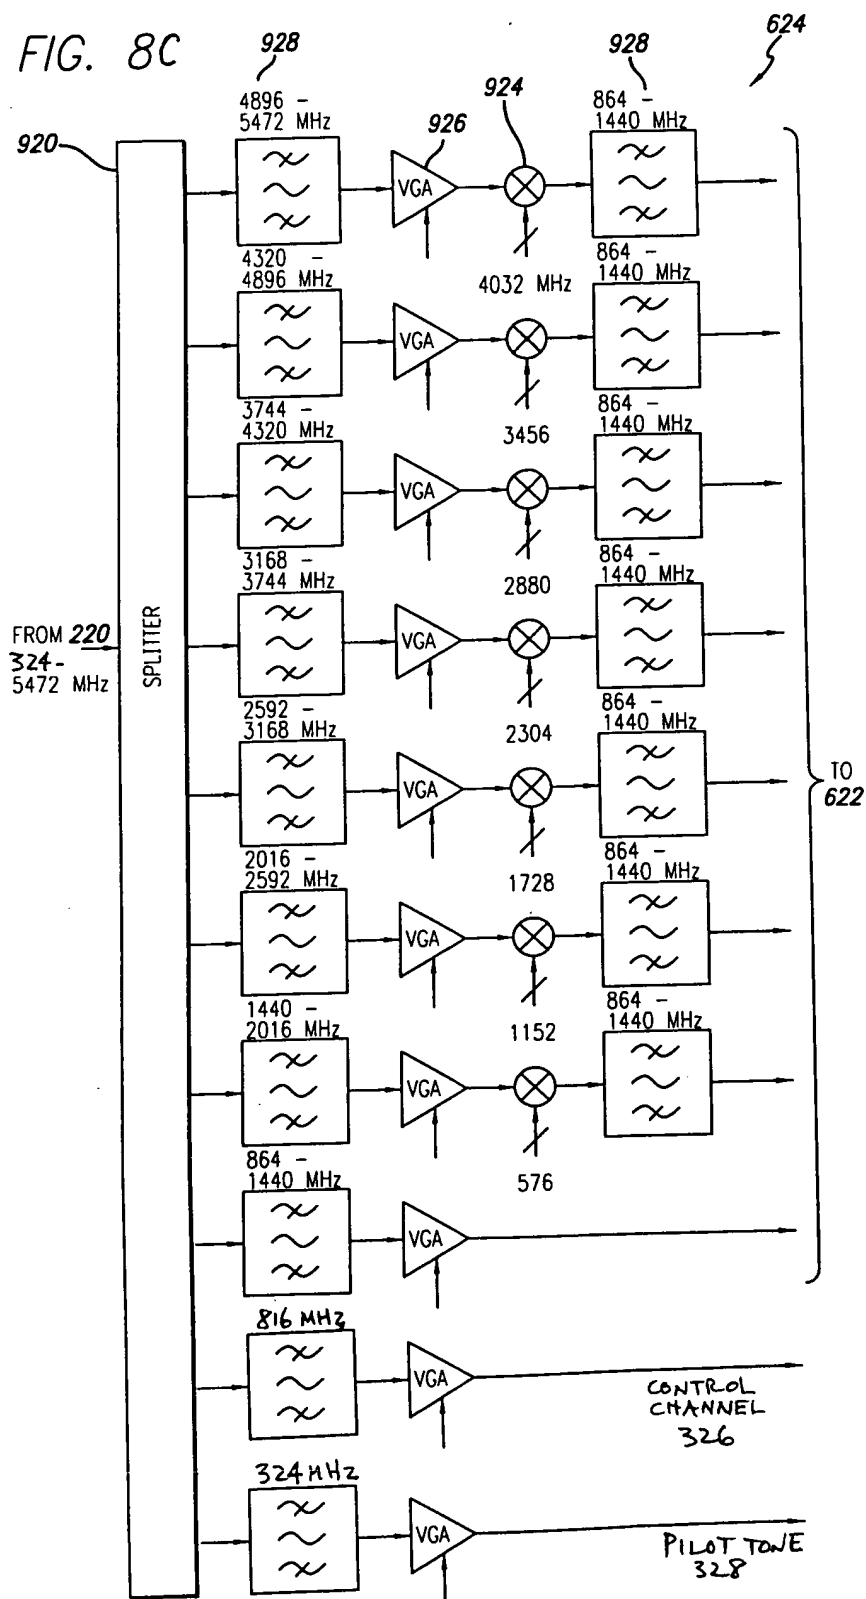 FIG. 8C
928
924
928
624
4896 -
5472 MHz
864 -
1440 MHz
920
926
VGA
4320 -
4896 MHz
4032 MHz
864 -
1440 MHz
VGA
3744 -
4320 MHz
3456
864 -
1440 MHz
VGA
3168 -
3744 MHz
2880
864 -
1440 MHz
FROM 220
324-
5472 MHz
SPLITTER
VGA
2592 -
3168 MHz
2304
864 -
1440 MHz
VGA
TO
622
2016 -
2592 MHz
1728
864 -
1440 MHz
VGA
1440 -
2016 MHz
1152
864 -
1440 MHz
VGA
864 -
1440 MHz
576
VGA
816 MHz
VGA
CONTROL
CHANNEL
326
324 MHz
VGA
PILOT TONE
328